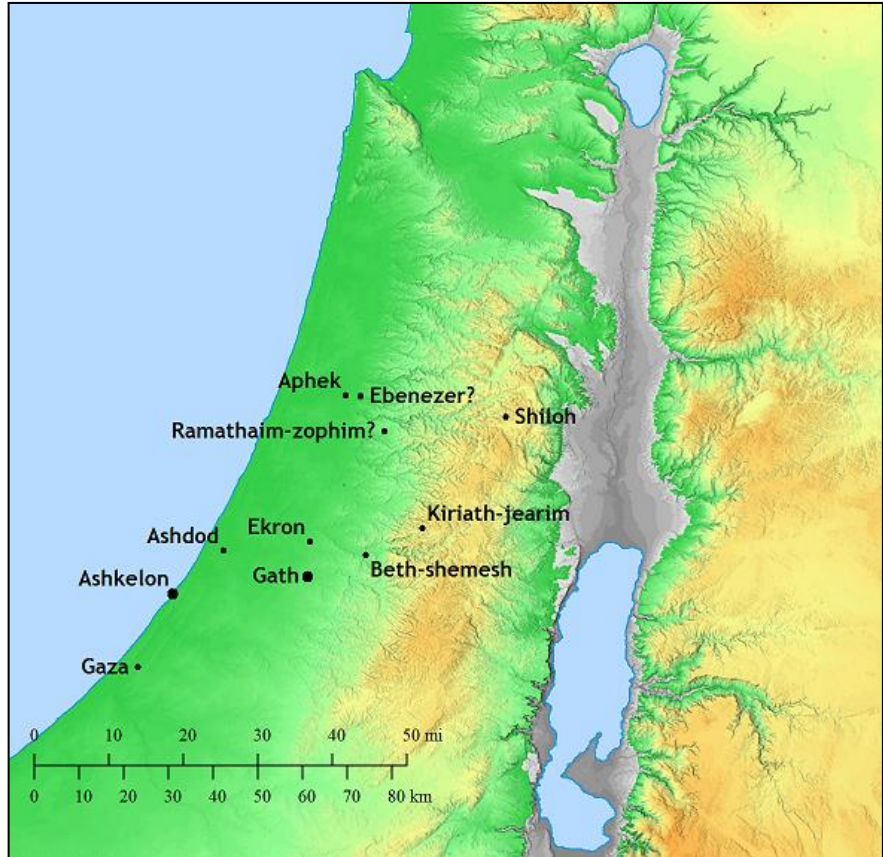 Aphek
Ebenezer?
Shiloh
Ramathaim-zophim?
Kiriath-jearim
Ekron
Ashdod
Beth-shemesh
Gath
Ashkelon
Gaza
0 10 20 30 40 50 mi
0 10 20 30 40 50 60 70 80 km